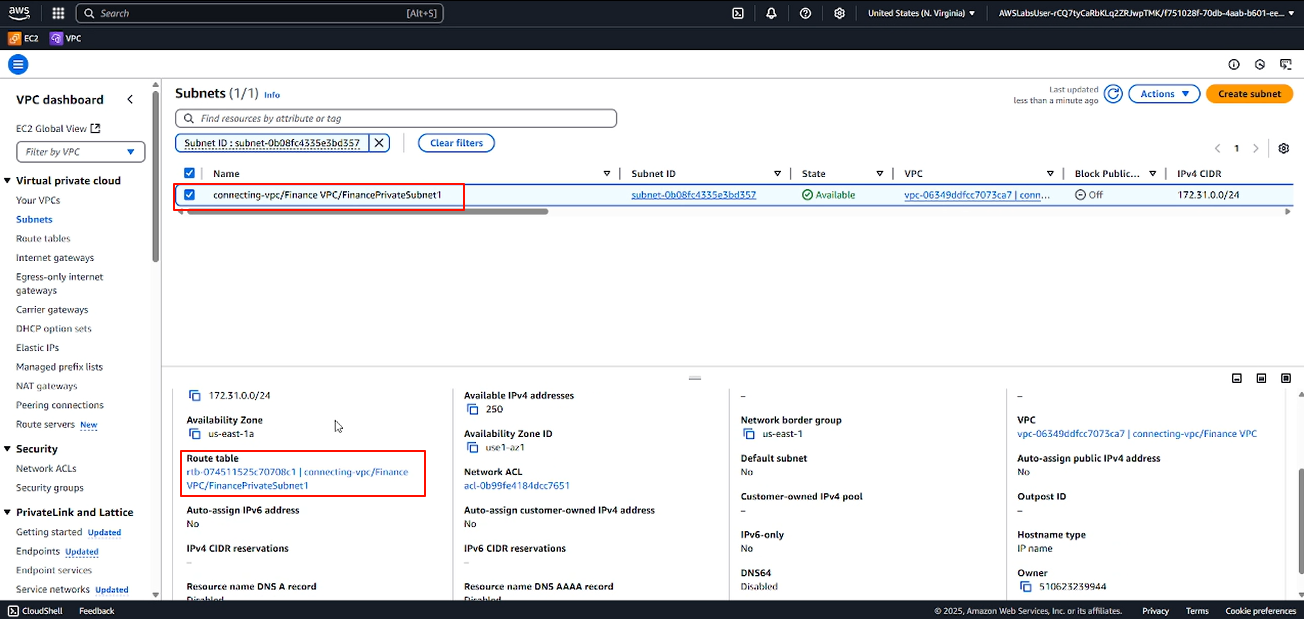 aws
Search [Alt+S]
United States (N. Virginia)
AWSLabsUser-rCQ7tyCaRbKLq2ZRJwpTMK/f751028f-70db-4aab-b601-ee...
EC2
VPC
VPC dashboard
EC2 Global View
Filter by VPC
Virtual private cloud
Your VPCs
Subnets
Route tables
Internet gateways
Egress-only internet
gateways
Carrier gateways
DHCP option sets
Elastic IPs
Managed prefix lists
NAT gateways
Peering connections
Route servers New
Security
Network ACLs
Security groups
PrivateLink and Lattice
Getting started Updated
Endpoints Updated
Endpoint services
Service networks Updated
Subnets (1/1) Info
Last updated
less than a minute ago
Actions
Create subnet
Find resources by attribute or tag
Subnet ID : subnet-0b08fc4335e3bd357
Clear filters
1
Name Subnet ID State VPC Block Public... IPv4 CIDR
connecting-vpc/Finance VPC/FinancePrivateSubnet1 subnet-0b08fc4335e3bd357 Available vpc-06349ddfcc7073ca7 | conn... Off 172.31.0.0/24
172.31.0.0/24
Availability Zone
us-east-1a
Route table
rtb-074511525c70708c1 | connecting-vpc/Finance
VPC/FinancePrivateSubnet1
Auto-assign IPv6 address
No
IPv4 CIDR reservations
–
Resource name DNS A record
Disabled
Available IPv4 addresses
250
Availability Zone ID
use1-az1
Network ACL
acl-0b99fe4184dcc7651
Auto-assign customer-owned IPv4 address
No
IPv6 CIDR reservations
–
Resource name DNS AAAA record
Disabled
–
Network border group
us-east-1
Default subnet
No
Customer-owned IPv4 pool
–
IPv6-only
No
DNS64
Disabled
–
VPC
vpc-06349ddfcc7073ca7 | connecting-vpc/Finance VPC
Auto-assign public IPv4 address
No
Outpost ID
–
Hostname type
IP name
Owner
510623239944
CloudShell
Feedback
© 2025, Amazon Web Services, Inc. or its affiliates.
Privacy
Terms
Cookie preferences